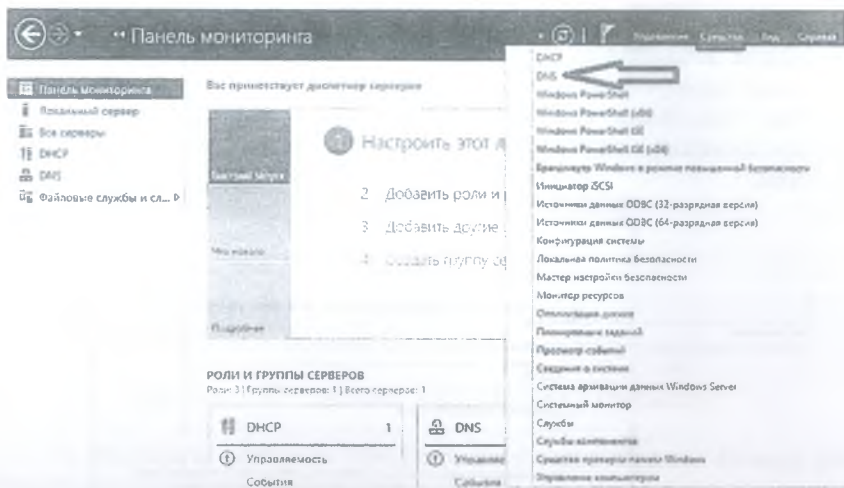 Панель мониторинга
Управление Средства Вид Справка
Панель мониторинга
Локальный сервер
Все серверы
DHCP
DNS
Файловые службы и сл...
Вас приветствует диспетчер серверов
Быстрый запуск
Что нового
Подробнее
1 Настроить этот л
2 Добавить роли и
3 Добавить другие
4 Создать группу се
РОЛИ И ГРУППЫ СЕРВЕРОВ
Роли: 3 | Группы серверов: 1 | Всего серверов: 1
DHCP 1
Управляемость
События
DNS
События
DHCP
DNS
Windows PowerShell
Windows PowerShell (x86)
Windows PowerShell ISE
Windows PowerShell ISE (x86)
Брандмауэр Windows в режиме повышенной безопасности
Инициатор iSCSI
Источники данных ODBC (32-разрядная версия)
Источники данных ODBC (64-разрядная версия)
Конфигурация системы
Локальная политика безопасности
Мастер настройки безопасности
Монитор ресурсов
Оптимизация дисков
Планировщик заданий
Просмотр событий
Сведения о системе
Система архивации данных Windows Server
Системный монитор
Службы
Службы компонентов
Средство проверки памяти Windows
Управление компьютером